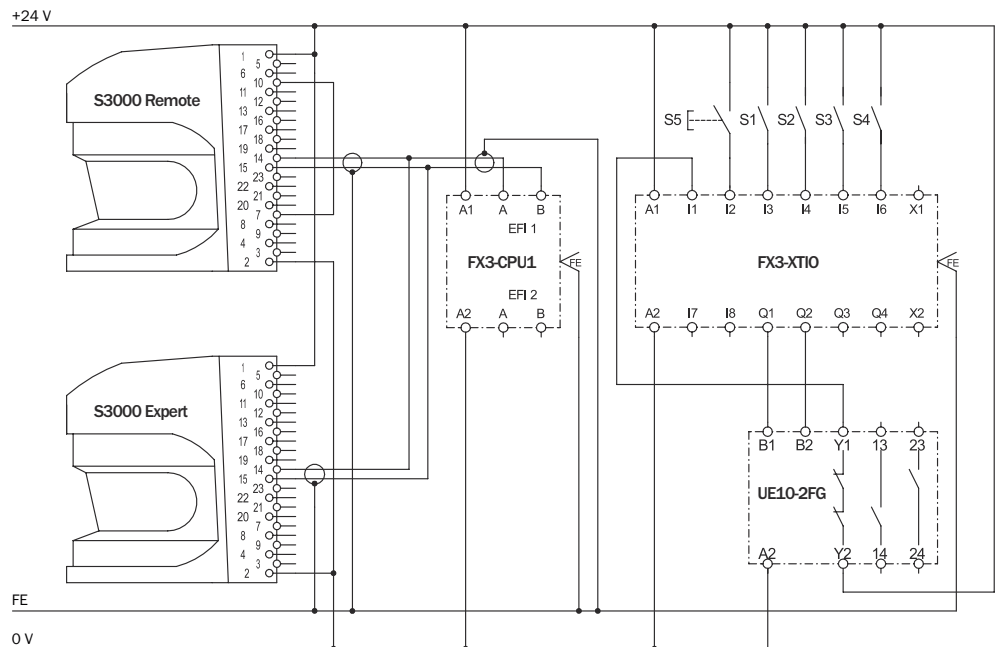 +24 V
S3000 Remote
1
5
6
10
11
12
13
16
17
18
19
14
15
23
22
21
20
7
8
9
4
3
2
S5
S1
S2
S3
S4
A1
A
B
EFI 1
FX3-CPU1
FE
EFI 2
A2
A
B
A1
I1
I2
I3
I4
I5
I6
X1
FX3-XTIO
FE
A2
I7
I8
Q1
Q2
Q3
Q4
X2
S3000 Expert
1
5
6
10
11
12
13
16
17
18
19
14
15
23
22
21
20
7
8
9
4
3
2
B1
B2
Y1
13
23
UE10-2FG
A2
Y2
14
24
FE
0 V